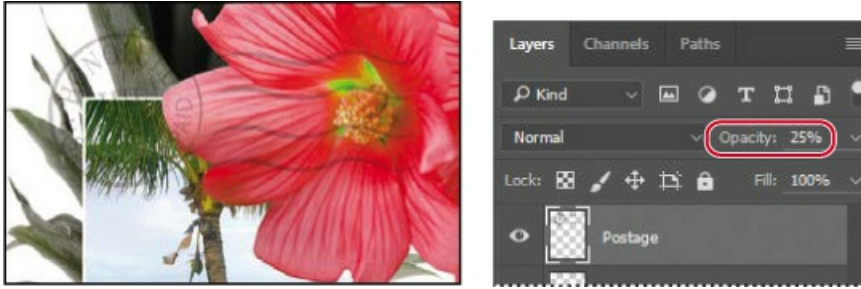 Layers Channels Paths
Kind
Normal Opacity: 25%
Lock: Fill: 100%
Postage